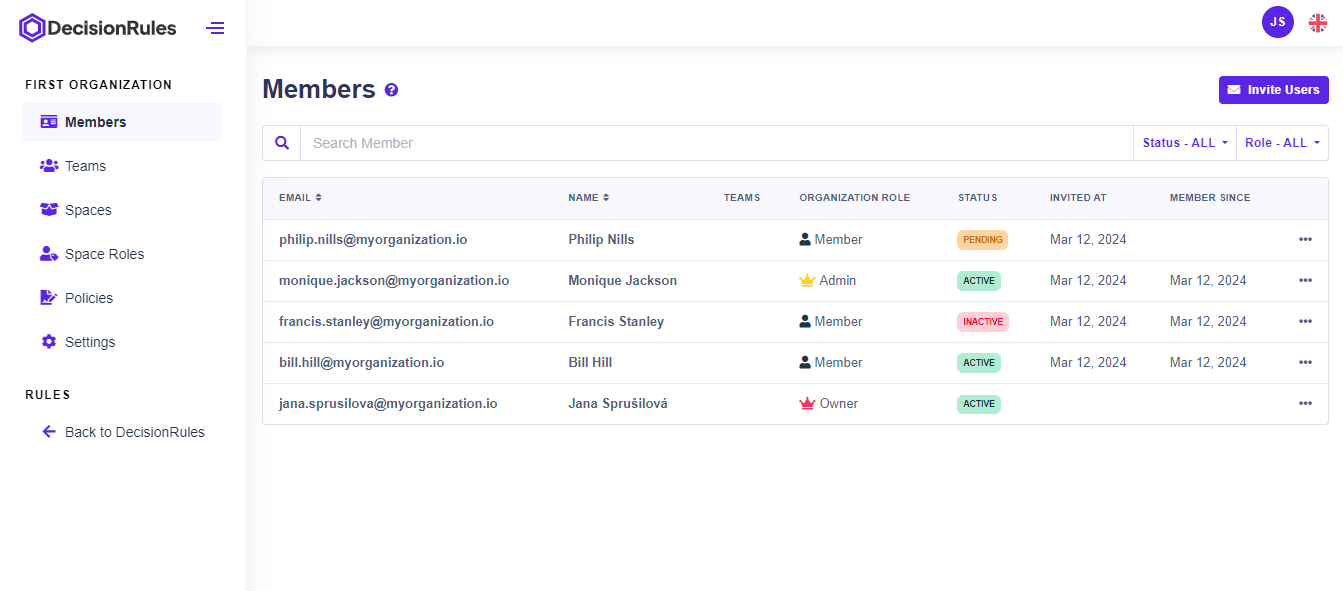 DecisionRules
JS
FIRST ORGANIZATION
Members
Teams
Spaces
Space Roles
Policies
Settings
RULES
Back to DecisionRules
Members ?
Invite Users
Search Member
Status - ALL
Role - ALL
EMAIL NAME TEAMS ORGANIZATION ROLE STATUS INVITED AT MEMBER SINCE
philip.nills@myorganization.io Philip Nills Member PENDING Mar 12, 2024
monique.jackson@myorganization.io Monique Jackson Admin ACTIVE Mar 12, 2024 Mar 12, 2024
francis.stanley@myorganization.io Francis Stanley Member INACTIVE Mar 12, 2024 Mar 12, 2024
bill.hill@myorganization.io Bill Hill Member ACTIVE Mar 12, 2024 Mar 12, 2024
jana.sprusilova@myorganization.io Jana Sprušilová Owner ACTIVE